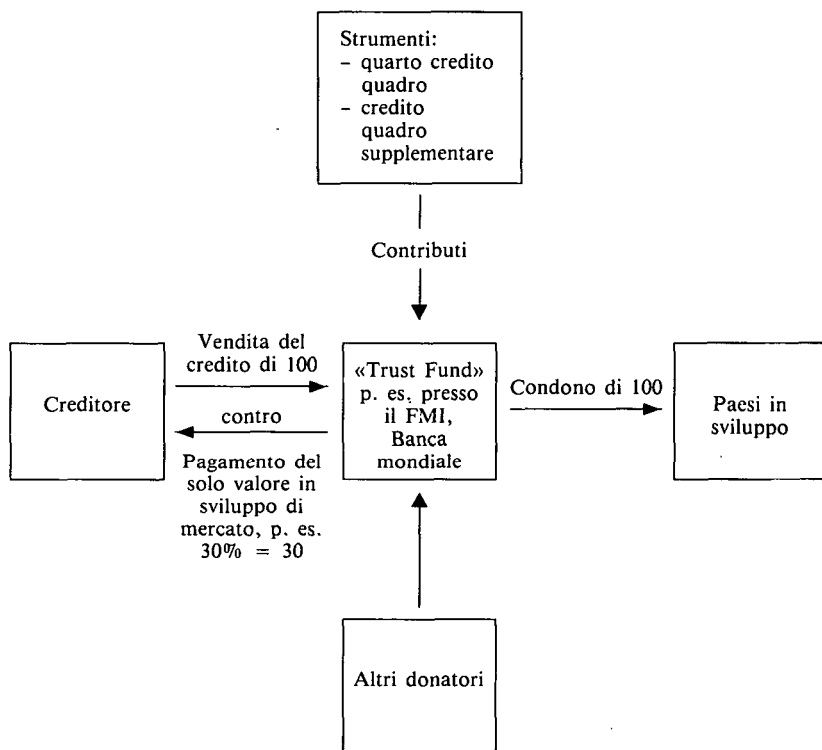 Strumenti:
– quarto credito
quadro
– credito
quadro
supplementare
Contributi
Creditore
Vendita del
credito di 100
contro
Pagamento del
solo valore in
sviluppo di
mercato, p. es.
30% = 30
«Trust Fund»
p. es. presso
il FMI,
Banca
mondiale
Condono di 100
Paesi in
sviluppo
Altri donatori